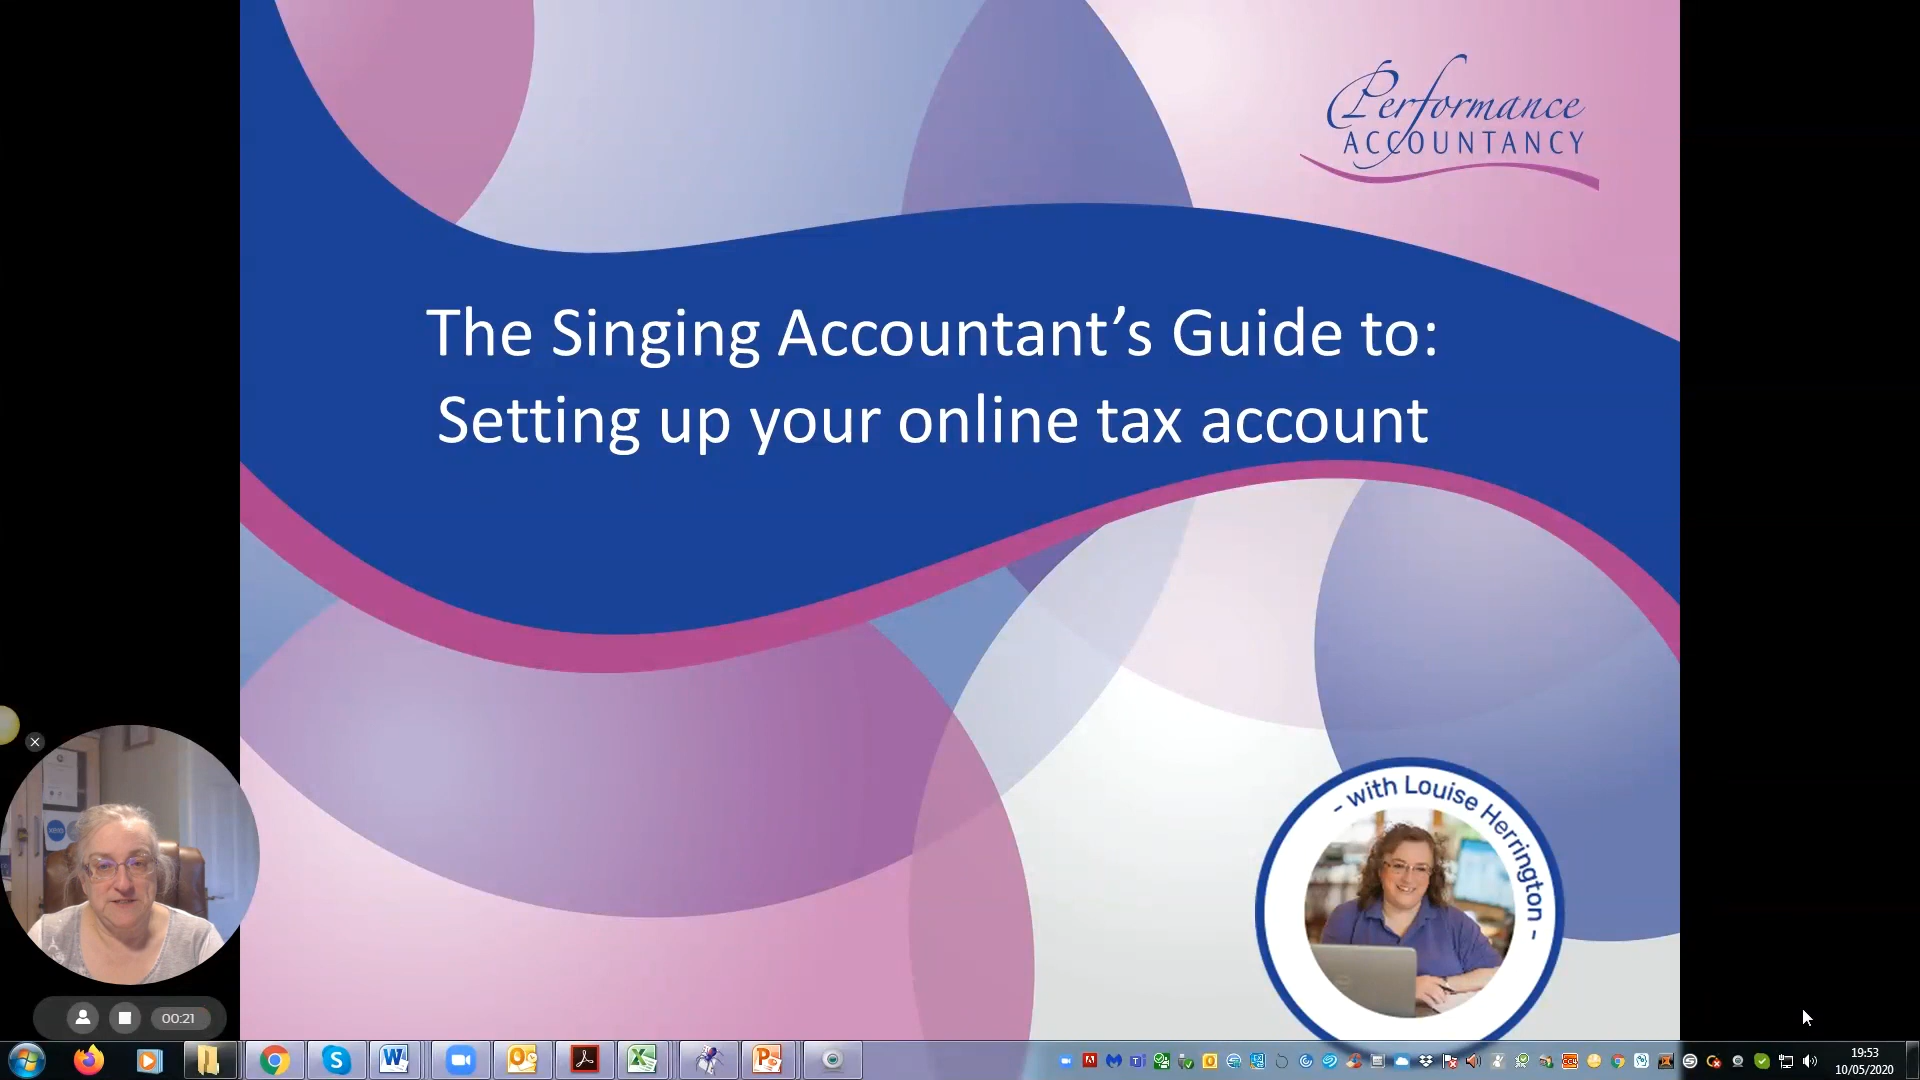 Performance
ACCOUNTANCY
The Singing Accountant’s Guide to:
Setting up your online tax account
- with Louise Herrington -
00:21
19:53
10/05/2020